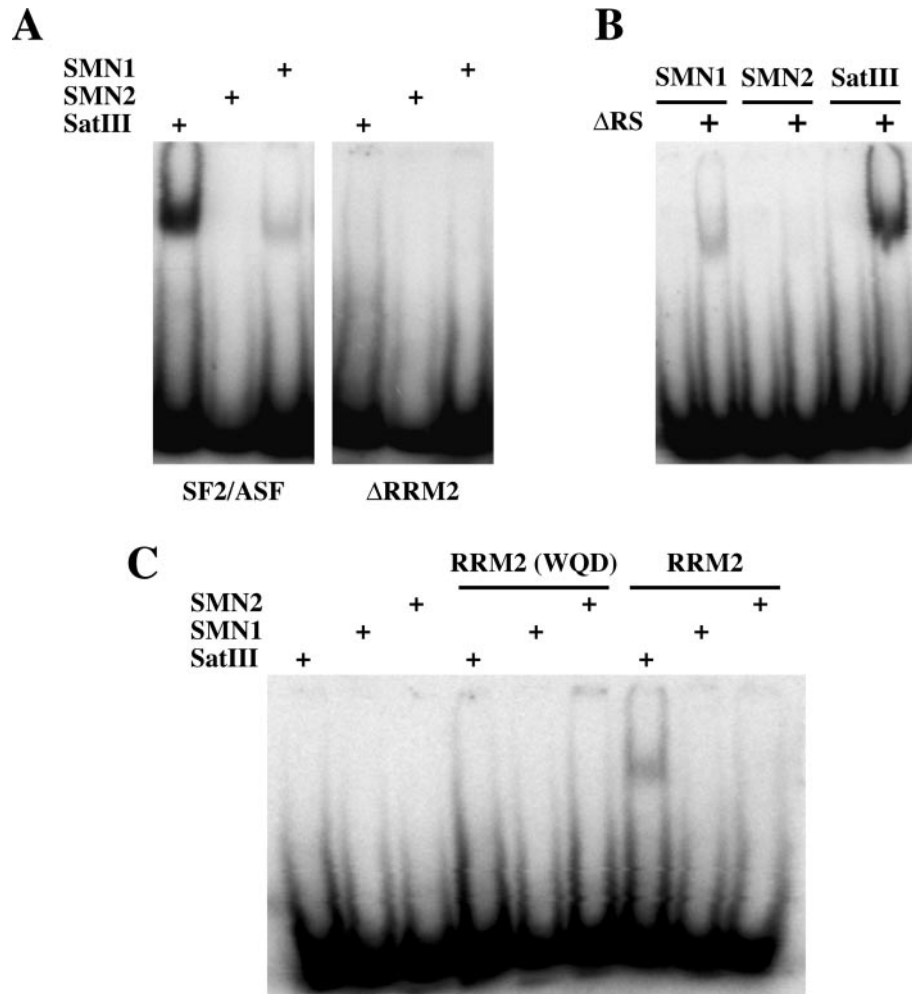 A
SMN1 +
SMN2 +
SatIII +
+
+
+
SF2/ASF ΔRRM2
B
SMN1 SMN2 SatIII
ΔRS + + +
C
RRM2 (WQD) RRM2
SMN2 + + +
SMN1 + + +
SatIII + + +